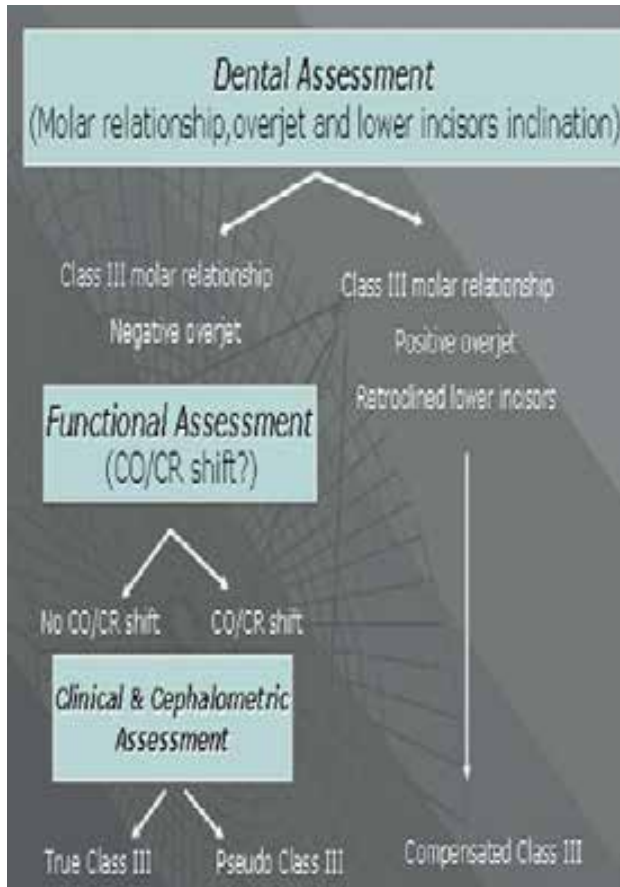 Dental Assessment
(Molar relationship,overjet and lower incisors inclination)
Class III molar relationship
Negative overjet
Class III molar relationship
Positive overjet
Retroclined lower incisors
Functional Assessment
(CO/CR shift?)
No CO/CR shift
CO/CR shift
Clinical & Cephalometric
Assessment
True Class III
Pseudo Class III
Compensated Class III